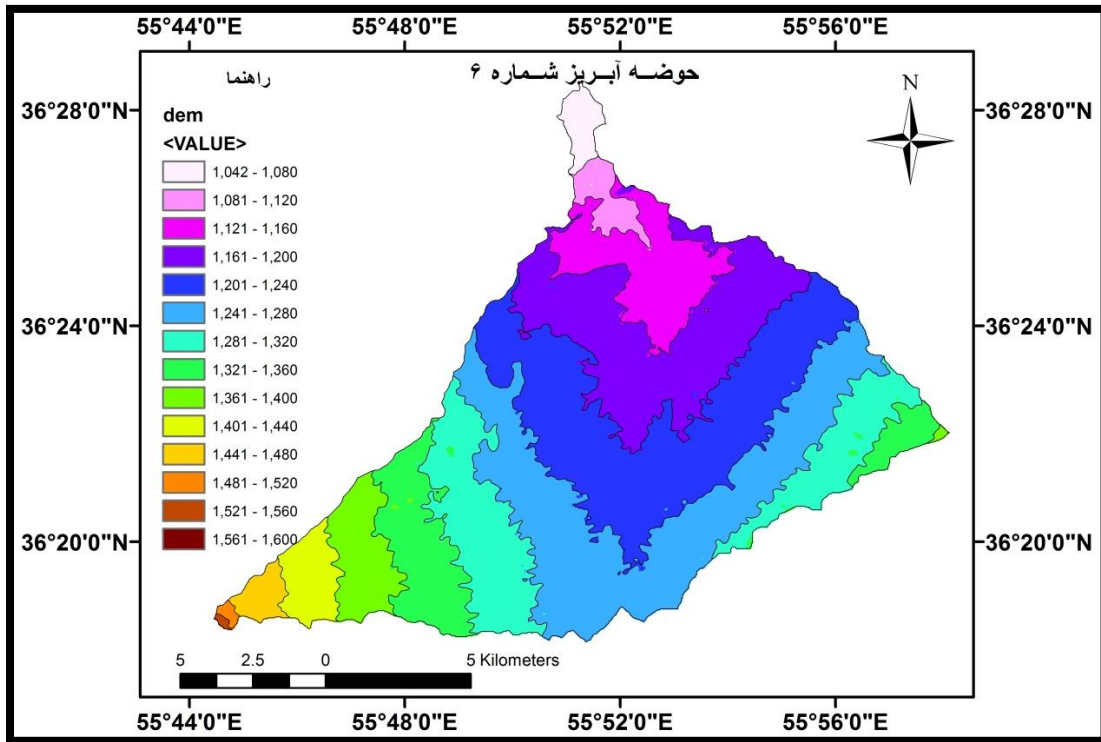 55°44'0"E 55°48'0"E 55°52'0"E 55°56'0"E
حوضه آبریز شماره ۶
راهنما
N
36°28'0"N 36°28'0"N
dem
<VALUE>
1,042 - 1,080
1,081 - 1,120
1,121 - 1,160
1,161 - 1,200
1,201 - 1,240
1,241 - 1,280
1,281 - 1,320
1,321 - 1,360
1,361 - 1,400
1,401 - 1,440
1,441 - 1,480
1,481 - 1,520
1,521 - 1,560
1,561 - 1,600
36°24'0"N 36°24'0"N
36°20'0"N 36°20'0"N
5 2.5 0 5 Kilometers
55°44'0"E 55°48'0"E 55°52'0"E 55°56'0"E